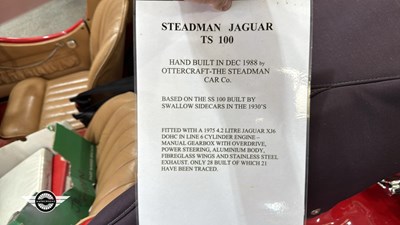 STEADMAN JAGUAR
TS 100
HAND BUILT IN DEC 1988 by
OTTERCRAFT-THE STEADMAN
CAR Co.
BASED ON THE SS 100 BUILT BY
SWALLOW SIDECARS IN THE 1930'S
FITTED WITH A 1975 4.2 LITRE JAGUAR XJ6
DOHC IN LINE 6 CYLINDER ENGINE –
MANUAL GEARBOX WITH OVERDRIVE,
POWER STEERING, ALUMINIUM BODY,
FIBREGLASS WINGS AND STAINLESS STEEL
EXHAUST. ONLY 28 BUILT OF WHICH 21
HAVE BEEN TRACED.